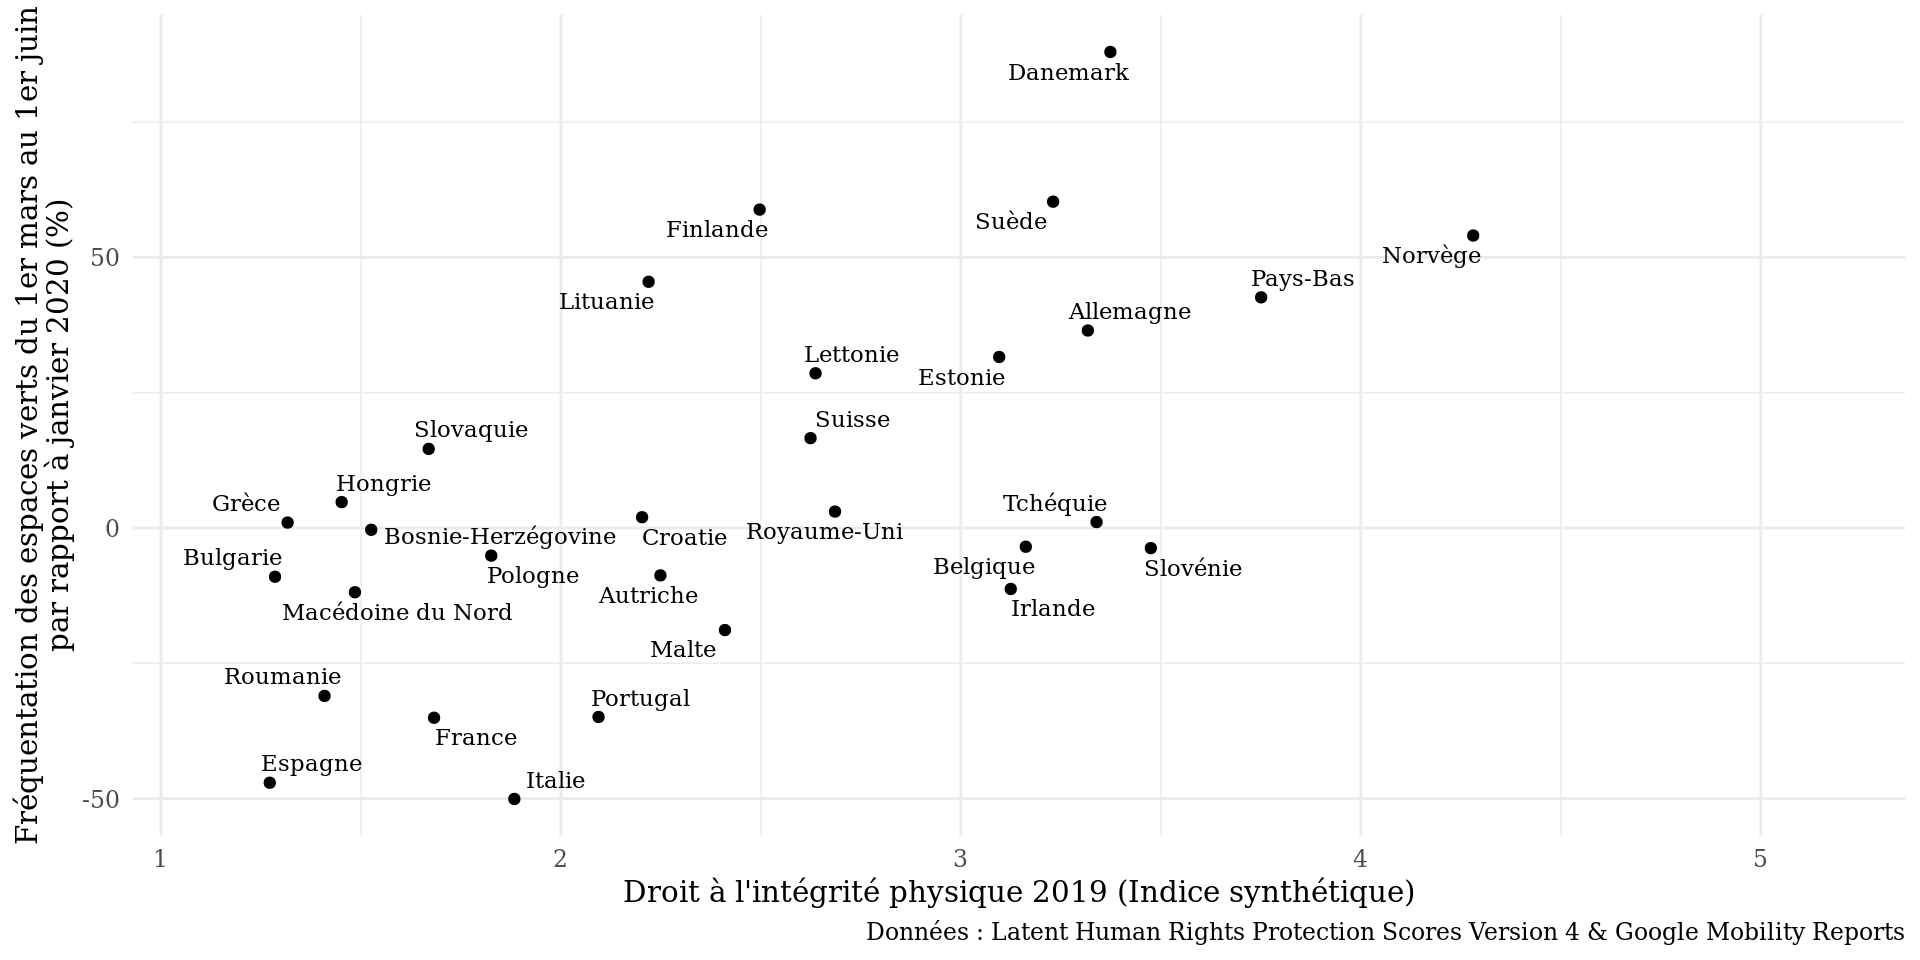 Fréquentation des espaces verts du 1er mars au 1er juin
par rapport à janvier 2020 (%)
Danemark
Finlande
Suède
50
Norvège
Pays-Bas
Lituanie
Allemagne
Lettonie
Estonie
Suisse
Slovaquie
Hongrie
Grèce
Tchéquie
0
Bosnie-Herzégovine
Croatie
Royaume-Uni
Bulgarie
Pologne
Belgique
Slovénie
Autriche
Macédoine du Nord
Irlande
Malte
Roumanie
Portugal
France
Espagne
Italie
-50
1 2 3 4 5
Droit à l'intégrité physique 2019 (Indice synthétique)
Données : Latent Human Rights Protection Scores Version 4 & Google Mobility Reports